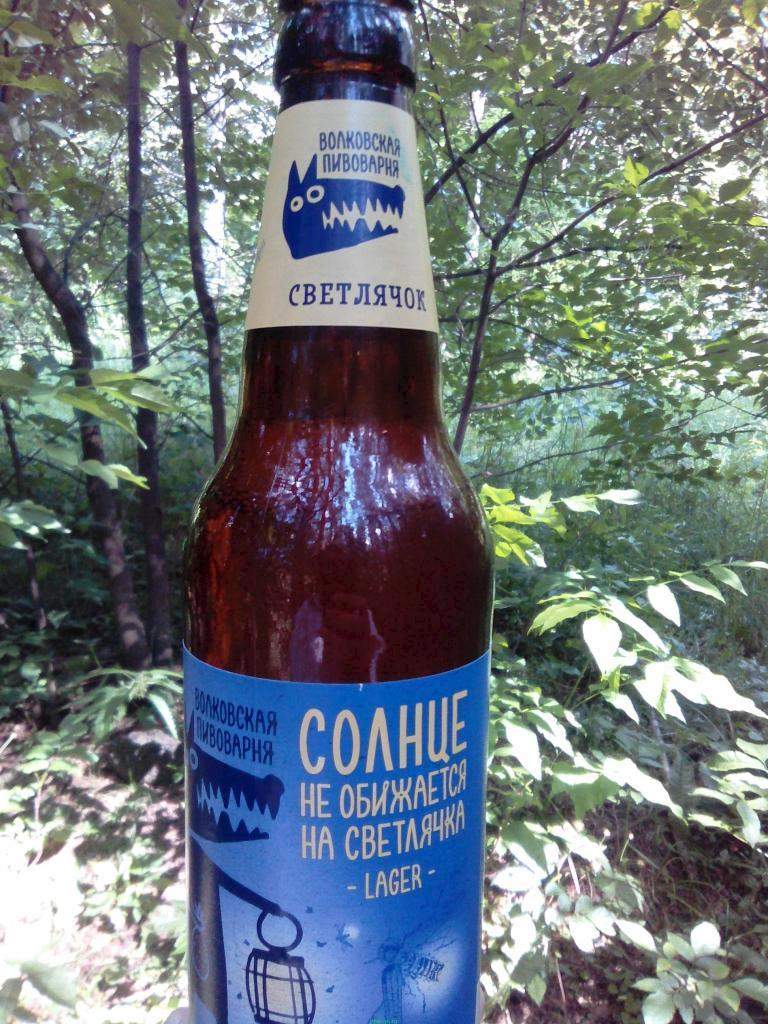 ВОЛКОВСКАЯ
ПИВОВАРНЯ
СВЕТЛЯЧОК
ВОЛКОВСКАЯ
ПИВОВАРНЯ
СОЛНЦЕ
НЕ ОБИЖАЕТСЯ
НА СВЕТЛЯЧКА
- LAGER -